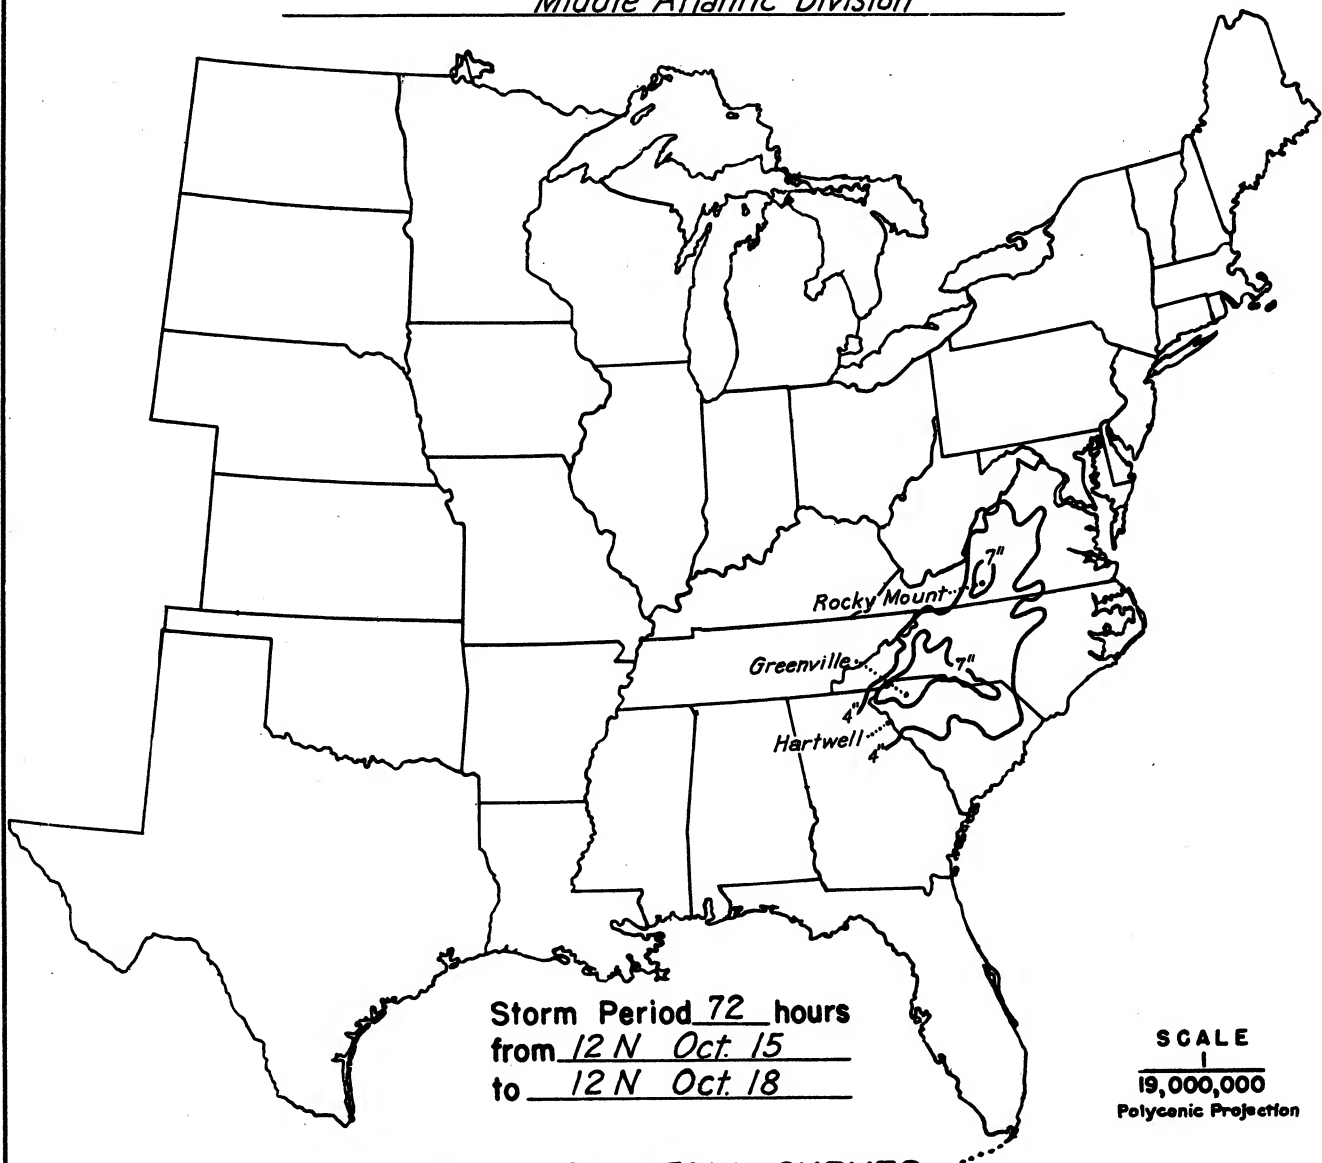 Middle Atlantic Division
7"
Rocky Mount
Greenville
7"
4"
Hartwell
4"
Storm Period 72 hours
from 12 N Oct. 15
to 12 N Oct. 18
SCALE
1
19,000,000
Polyconic Projection